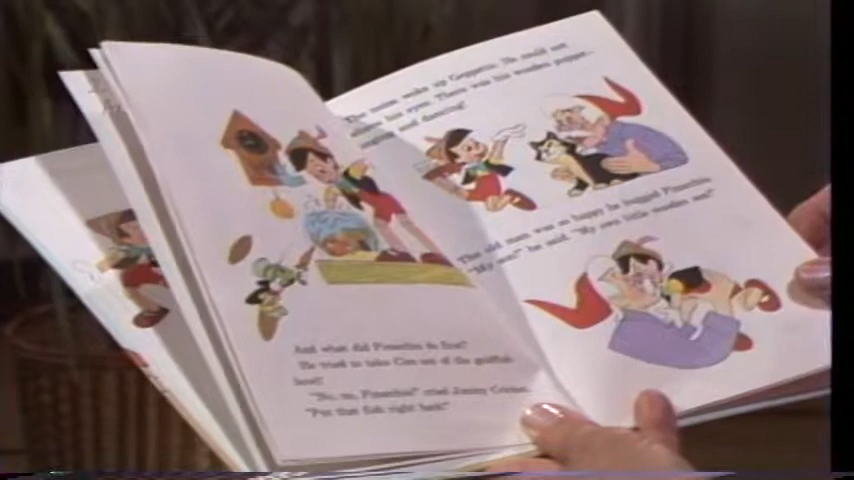 And what did Pinocchio do first?
He tried to take Cleo out of the goldfish
bowl!
"No, no, Pinocchio!" cried Jiminy Cricket.
"Put that fish right back!"
The noise woke up Geppetto. He could not
believe his eyes. There was his wooden puppet,
and dancing!
The old man was so happy he hugged Pinocchio.
"My son!" he said. "My own little wooden son!"